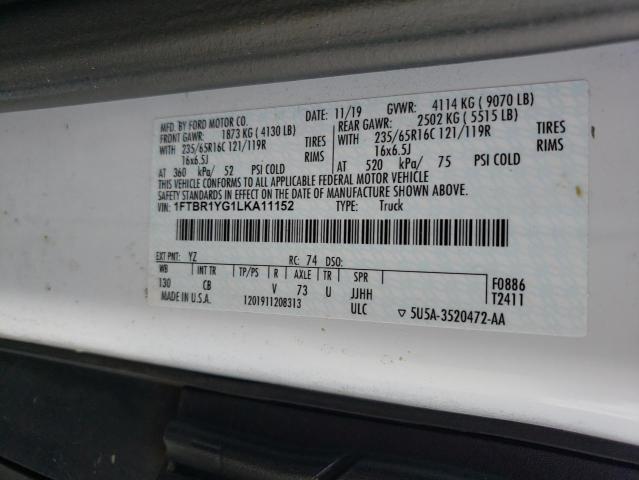 MFD. BY FORD MOTOR CO. DATE: 11/19 GVWR: 4114 KG ( 9070 LB)
FRONT GAWR: 1873 KG ( 4130 LB) REAR GAWR: 2502 KG ( 5515 LB)
WITH 235/65R16C 121/119R TIRES WITH 235/65R16C 121/119R TIRES
16x6.5J RIMS 16x6.5J RIMS
AT 360 kPa/ 52 PSI COLD AT 520 kPa/ 75 PSI COLD
THIS VEHICLE CONFORMS TO ALL APPLICABLE FEDERAL MOTOR VEHICLE
SAFETY STANDARDS IN EFFECT ON THE DATE OF MANUFACTURE SHOWN ABOVE.
VIN: 1FTBR1YG1LKA11152 TYPE: Truck
EXT PNT: YZ RC: 74 DSO:
WB INT TR TP/PS R AXLE TR SPR
130 CB V 73 U JJHH
MADE IN U.S.A. 1201911208313 ULC
F0886
T2411
▽ 5U5A-3520472-AA